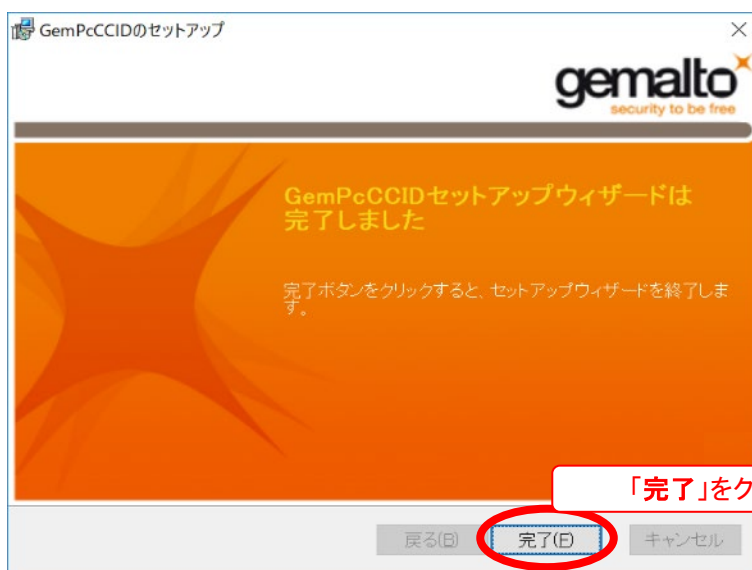 GemPcCCIDのセットアップ
gemalto
security to be free
GemPcCCIDセットアップウィザードは
完了しました
完了ボタンをクリックすると、セットアップウィザードを終了しま
す。
「完了」をク
戻る(B)
完了(F)
キャンセル